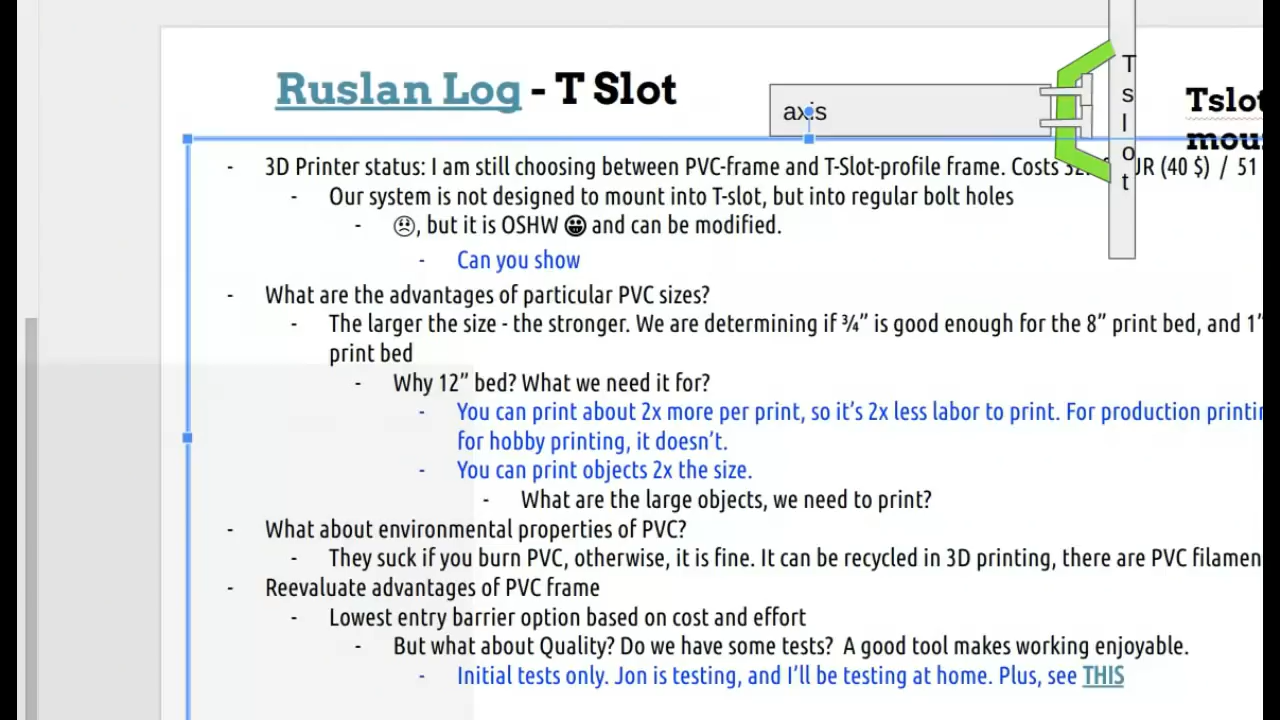 Ruslan Log - T Slot
axis
T
s
l
o
t
Tslot
mou
- 3D Printer status: I am still choosing between PVC-frame and T-Slot-profile frame. Costs UR (40 $) / 51
- Our system is not designed to mount into T-slot, but into regular bolt holes
- ☹, but it is OSHW 😀 and can be modified.
- Can you show
- What are the advantages of particular PVC sizes?
- The larger the size - the stronger. We are determining if ¾” is good enough for the 8” print bed, and 1”
print bed
- Why 12” bed? What we need it for?
- You can print about 2x more per print, so it’s 2x less labor to print. For production printin
for hobby printing, it doesn’t.
- You can print objects 2x the size.
- What are the large objects, we need to print?
- What about environmental properties of PVC?
- They suck if you burn PVC, otherwise, it is fine. It can be recycled in 3D printing, there are PVC filamen
- Reevaluate advantages of PVC frame
- Lowest entry barrier option based on cost and effort
- But what about Quality? Do we have some tests? A good tool makes working enjoyable.
- Initial tests only. Jon is testing, and I’ll be testing at home. Plus, see THIS